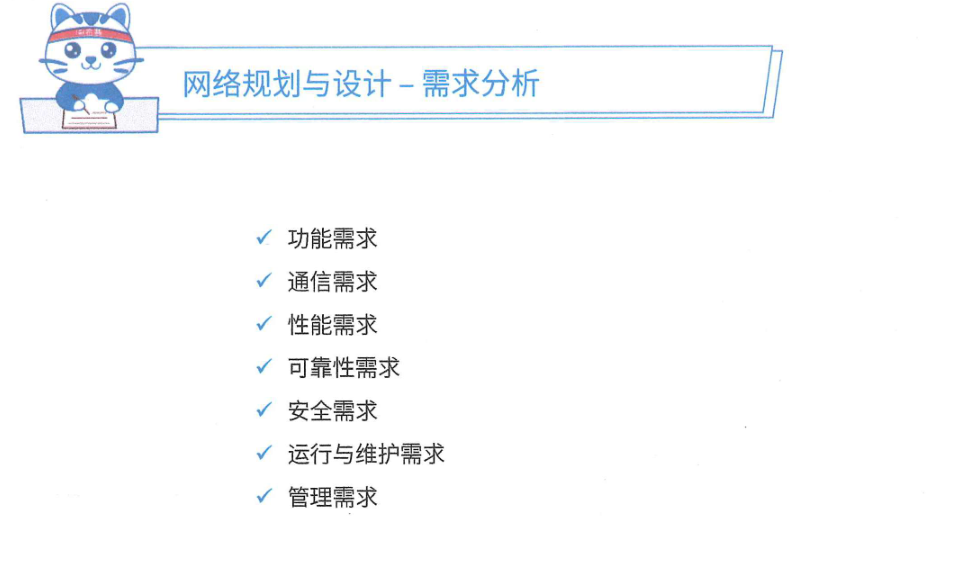 网络规划与设计 – 需求分析
✓ 功能需求
✓ 通信需求
✓ 性能需求
✓ 可靠性需求
✓ 安全需求
✓ 运行与维护需求
✓ 管理需求